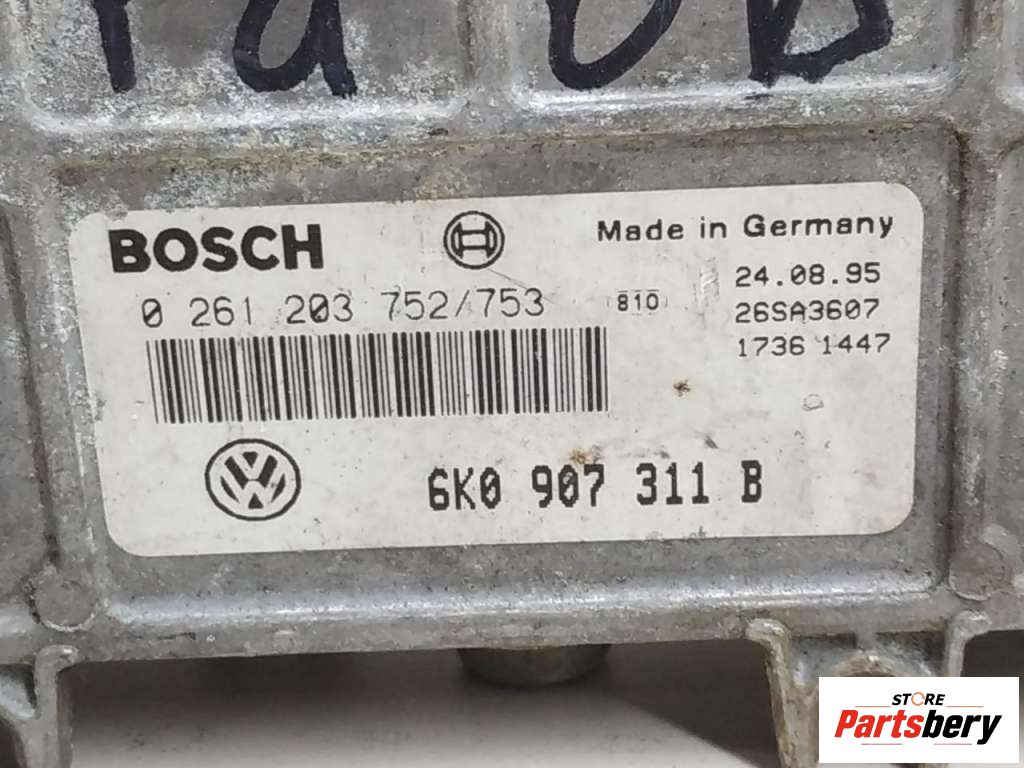 BOSCH
Made in Germany
0 261 203 752/753
810
24.08.95
26SA3607
1736 1447
VW
6K0 907 311 B
STORE
Partsbery